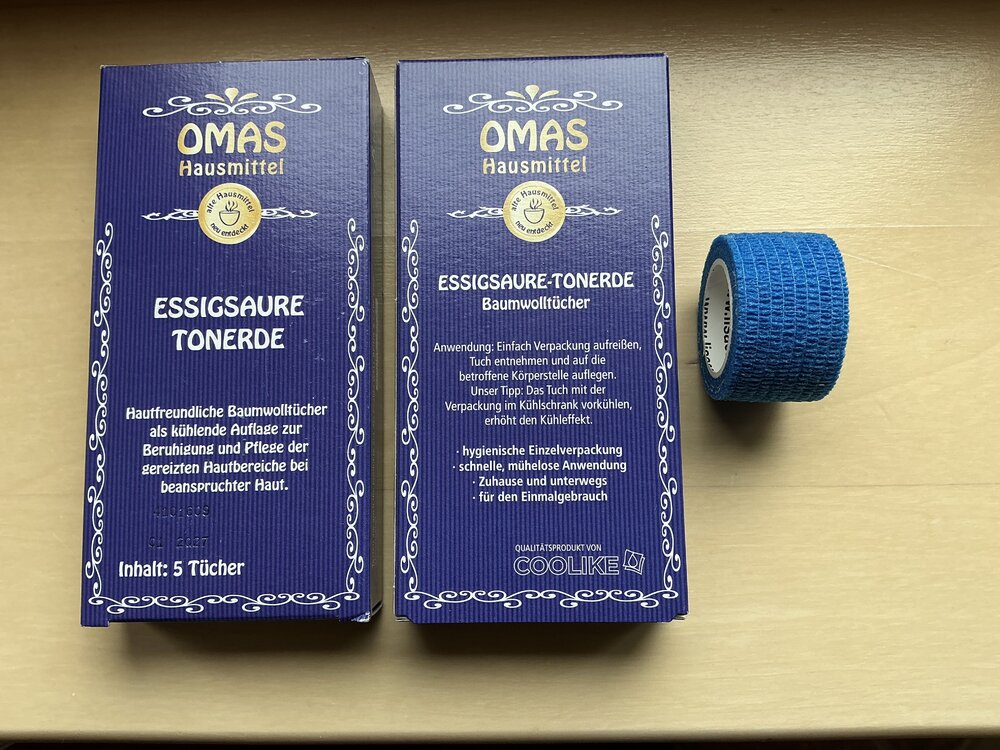 OMAS
Hausmittel
alte Hausmittel
neu entdeckt
ESSIGSAURE
TONERDE
Hautfreundliche Baumwolltücher
als kühlende Auflage zur
Beruhigung und Pflege der
gereizten Hautbereiche bei
beanspruchter Haut.
01 2027
Inhalt: 5 Tücher
OMAS
Hausmittel
alte Hausmittel
neu entdeckt
ESSIGSAURE-TONERDE
Baumwolltücher
Anwendung: Einfach Verpackung aufreißen,
Tuch entnehmen und auf die
betroffene Körperstelle auflegen.
Unser Tipp: Das Tuch mit der
Verpackung im Kühlschrank vorkühlen,
erhöht den Kühleffekt.
· hygienische Einzelverpackung
· schnelle, mühelose Anwendung
· Zuhause und unterwegs
· für den Einmalgebrauch
QUALITÄTSPRODUKT VON
COOLIKE